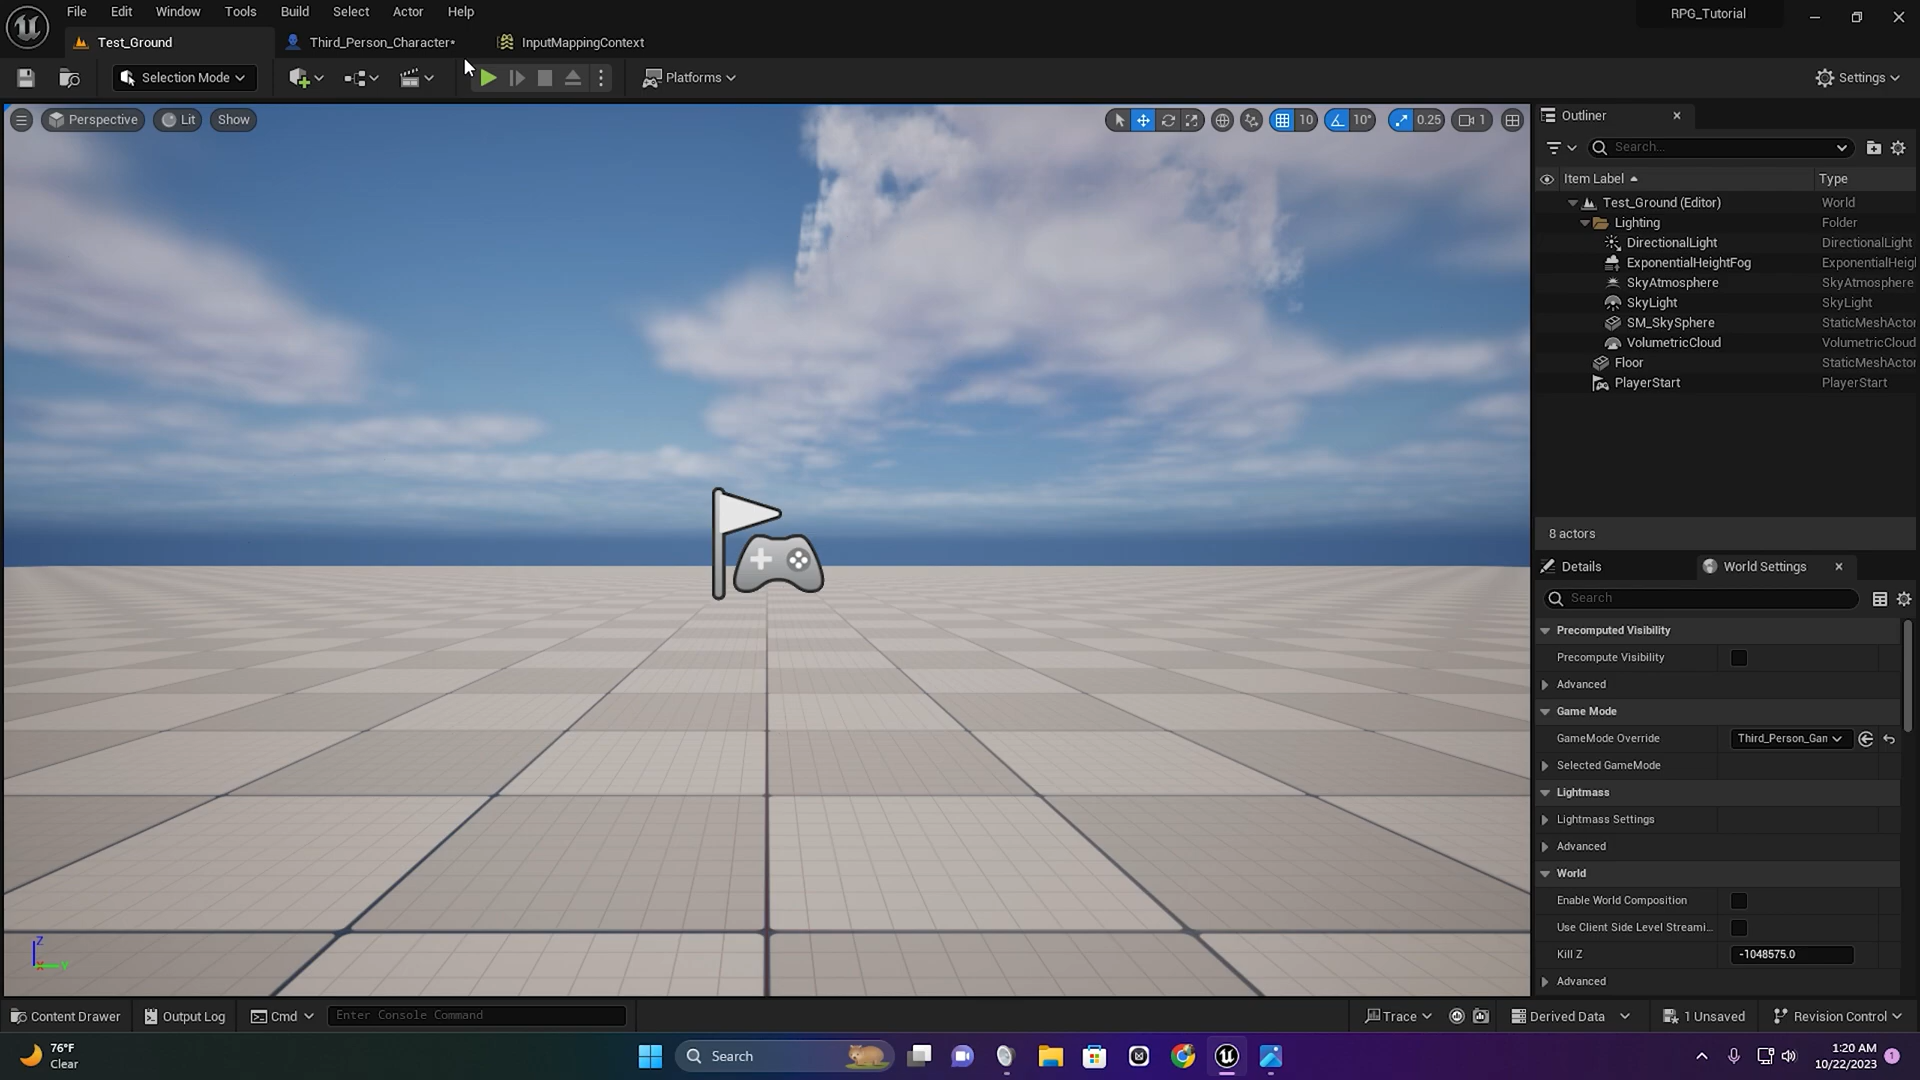 File Edit Window Tools Build Select Actor Help
RPG_Tutorial
Test_Ground
Third_Person_Character*
InputMappingContext
Selection Mode
Platforms
Settings
Perspective
Lit
Show
10
10°
0.25
1
Outliner
Search...
Item Label
Type
Test_Ground (Editor)
World
Lighting
Folder
DirectionalLight
DirectionalLight
ExponentialHeightFog
ExponentialHeig
SkyAtmosphere
SkyAtmosphere
SkyLight
SkyLight
SM_SkySphere
StaticMeshActor
VolumetricCloud
VolumetricCloud
Floor
StaticMeshActor
PlayerStart
PlayerStart
8 actors
Details
World Settings
Search
Precomputed Visibility
Precompute Visibility
Advanced
Game Mode
GameMode Override
Third_Person_Gam
Selected GameMode
Lightmass
Lightmass Settings
Advanced
World
Enable World Composition
Use Client Side Level Streami...
Kill Z
-1048575.0
Advanced
Z
Y
Content Drawer
Output Log
Cmd
Enter Console Command
Trace
Derived Data
1 Unsaved
Revision Control
76°F
Clear
Search
1:20 AM
10/22/2023
1